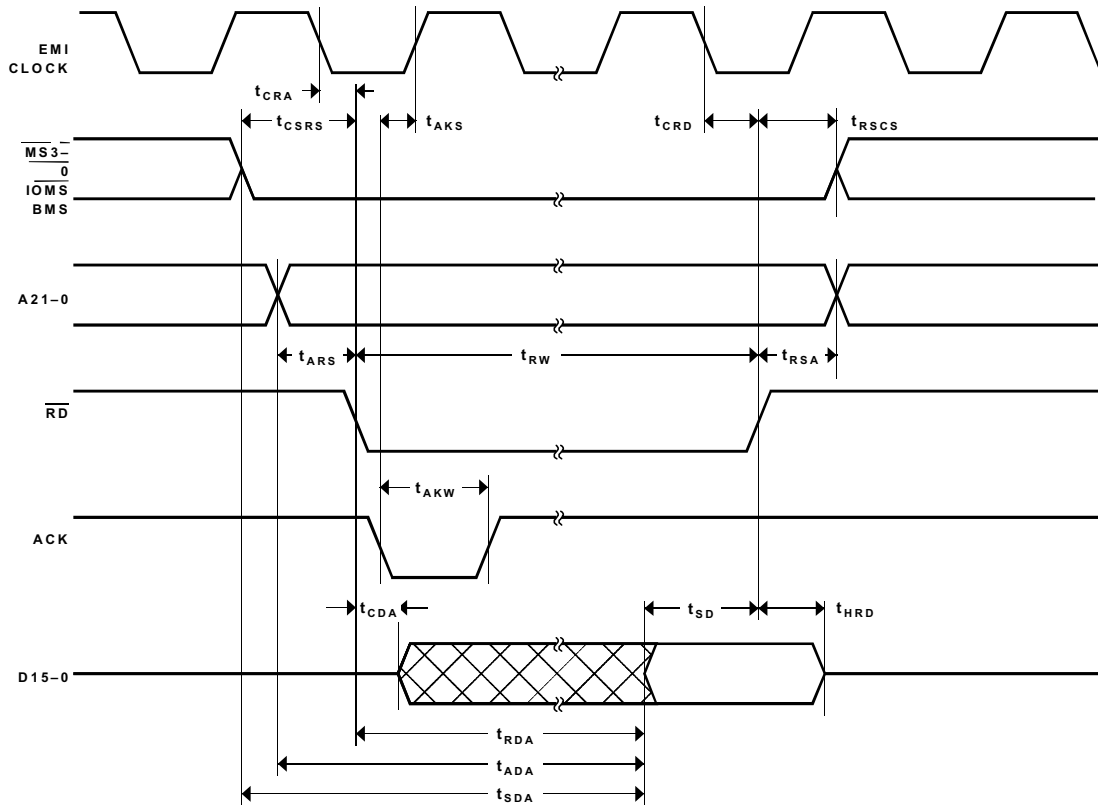 EMI
CLOCK
tCRA
tCSRS
tAKS
tCRD
tRSCS
MS3–
0
IOMS
BMS
A21–0
tARS
tRW
tRSA
RD
tAKW
ACK
tCDA
tSD
tHRD
D15–0
tRDA
tADA
tSDA